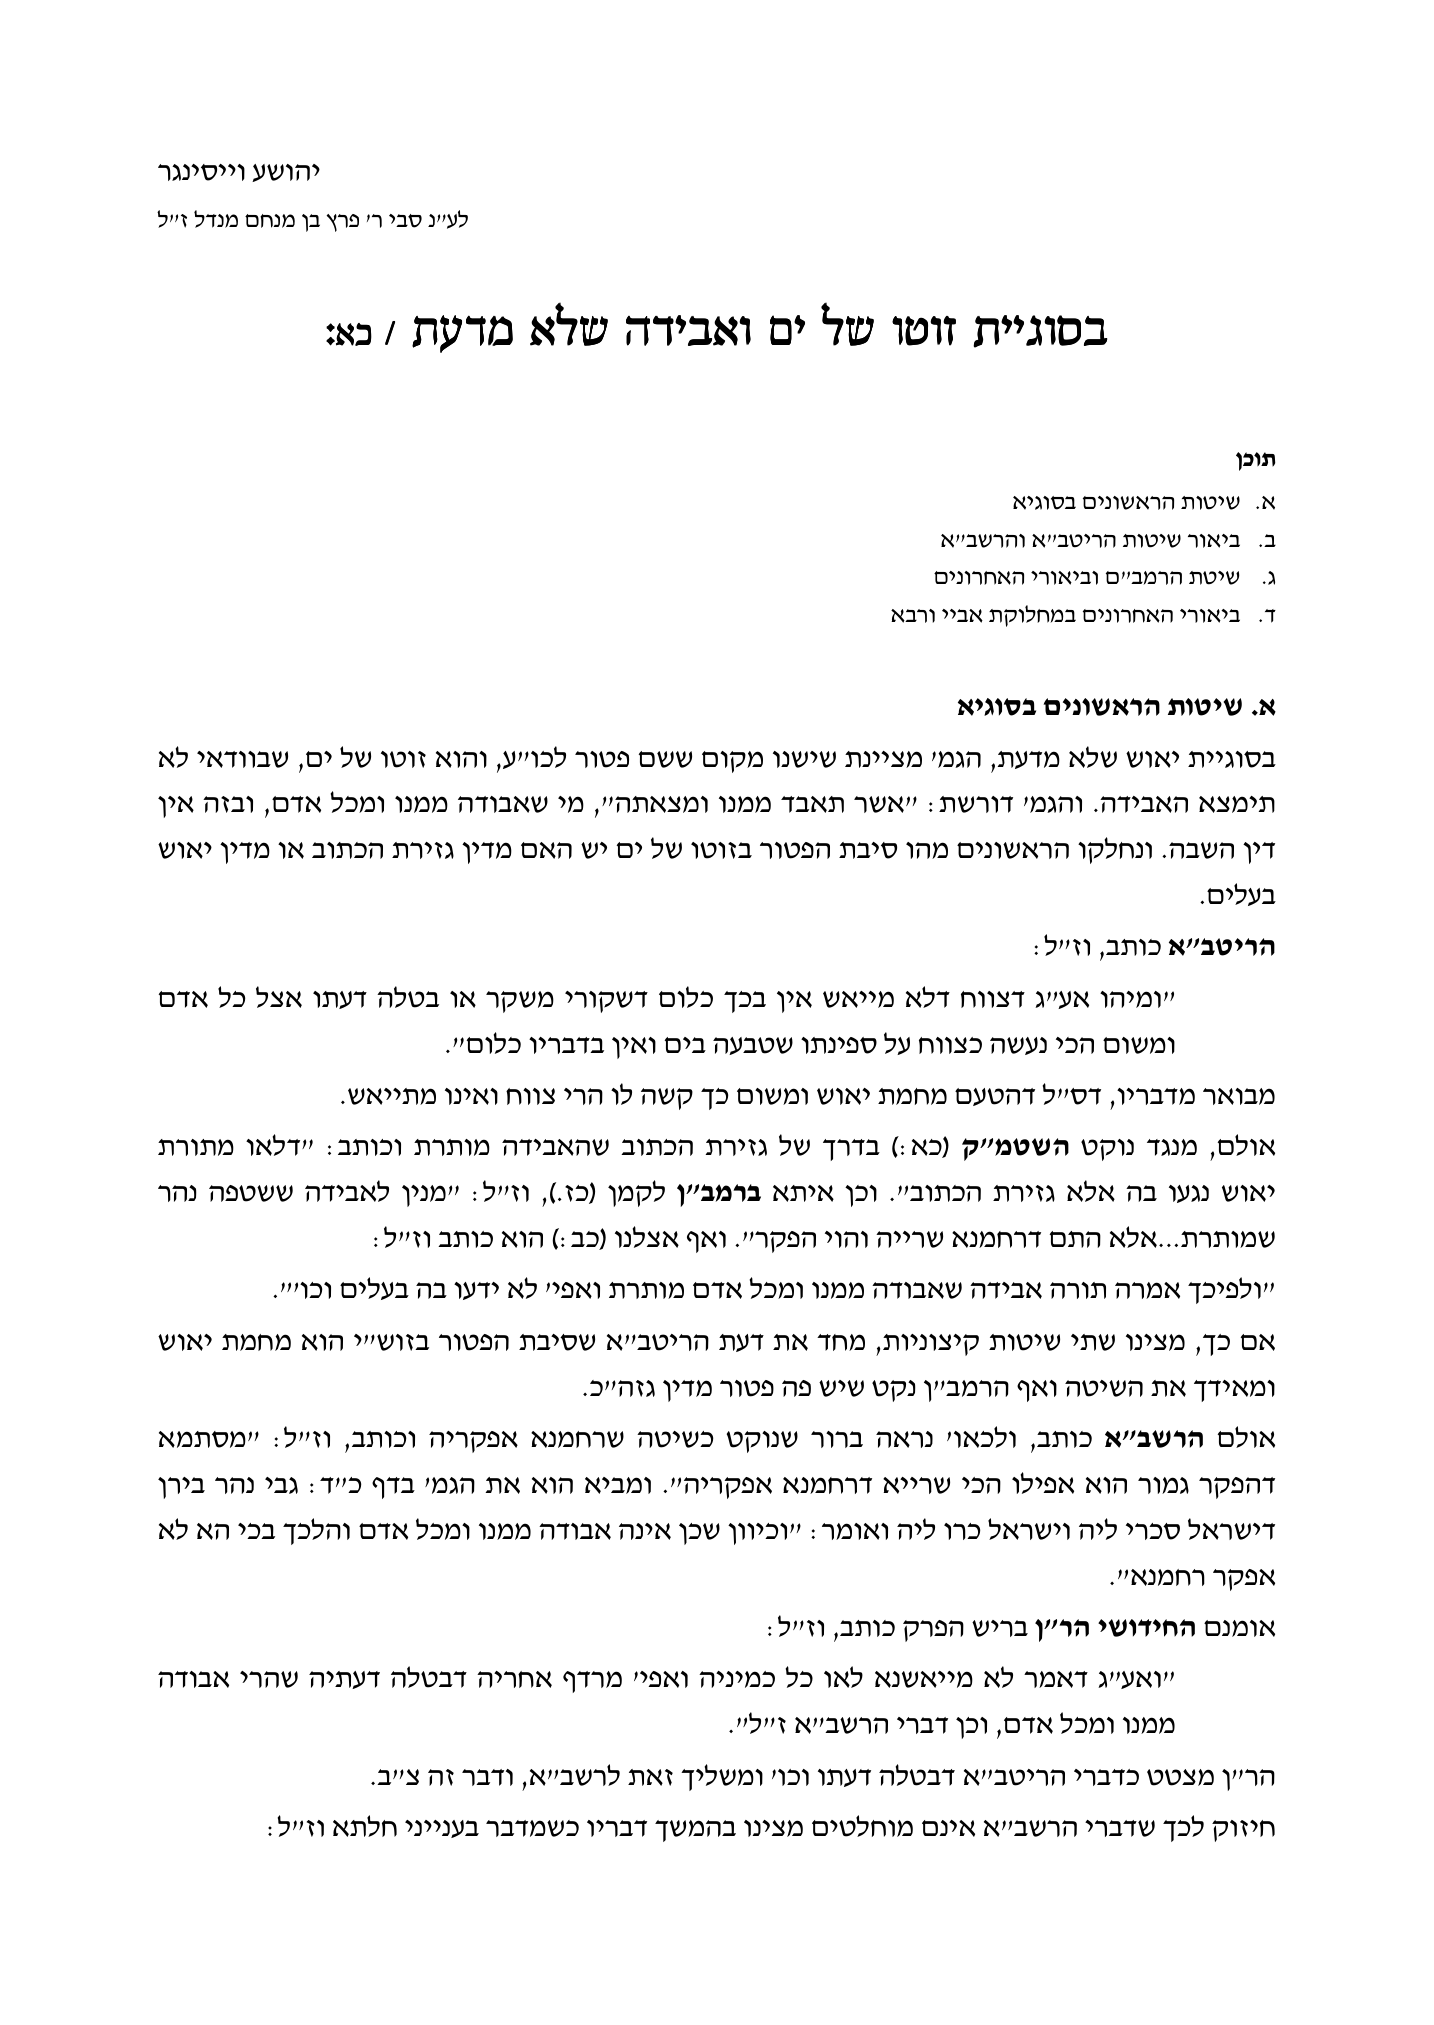 יהושע וייסינגר
לע״נ סבי ר׳ פרץ בן מנחם מנדל ז״ל
בסוגיית זוטו של ים ואבידה שלא מדעת / כא:
תוכן
א. שיטות הראשונים בסוגיא
ב. ביאור שיטות הריטב״א והרשב״א
ג. שיטת הרמב״ם וביאורי האחרונים
ד. ביאורי האחרונים במחלוקת אביי ורבא
א. שיטות הראשונים בסוגיא
בסוגיית יאוש שלא מדעת, הגמ׳ מציינת שישנו מקום ששם פטור לכו״ע, והוא זוטו של ים, שבוודאי לא
תימצא האבידה. והגמ׳ דורשת: ״אשר תאבד ממנו ומצאתה״, מי שאבודה ממנו ומכל אדם, ובזה אין
דין השבה. ונחלקו הראשונים מהו סיבת הפטור בזוטו של ים יש האם מדין גזירת הכתוב או מדין יאוש
בעלים.
הריטב״א כותב, וז״ל:
״ומיהו אע״ג דצווח דלא מייאש אין בכך כלום דשקורי משקר או בטלה דעתו אצל כל אדם
ומשום הכי נעשה כצווח על ספינתו שטבעה בים ואין בדבריו כלום״.
מבואר מדבריו, דס״ל דהטעם מחמת יאוש ומשום כך קשה לו הרי צווח ואינו מתייאש.
אולם, מנגד נוקט השטמ״ק (כא:) בדרך של גזירת הכתוב שהאבידה מותרת וכותב: ״דלאו מתורת
יאוש נגעו בה אלא גזירת הכתוב״. וכן איתא ברמב״ן לקמן (כז.), וז״ל: ״מנין לאבידה ששטפה נהר
שמותרת...אלא התם דרחמנא שרייה והוי הפקר״. ואף אצלנו (כב:) הוא כותב וז״ל:
״ולפיכך אמרה תורה אבידה שאבודה ממנו ומכל אדם מותרת ואפי׳ לא ידעו בה בעלים וכו׳״.
אם כך, מצינו שתי שיטות קיצוניות, מחד את דעת הריטב״א שסיבת הפטור בזוש״י הוא מחמת יאוש
ומאידך את השיטה ואף הרמב״ן נקט שיש פה פטור מדין גזה״כ.
אולם הרשב״א כותב, ולכאו׳ נראה ברור שנוקט כשיטה שרחמנא אפקריה וכותב, וז״ל: ״מסתמא
דהפקר גמור הוא אפילו הכי שרייא דרחמנא אפקריה״. ומביא הוא את הגמ׳ בדף כ״ד: גבי נהר בירן
דישראל סכרי ליה וישראל כרו ליה ואומר: ״וכיוון שכן אינה אבודה ממנו ומכל אדם והלכך בכי הא לא
אפקר רחמנא״.
אומנם החידושי הר״ן בריש הפרק כותב, וז״ל:
״ואע״ג דאמר לא מייאשנא לאו כל כמיניה ואפי׳ מרדף אחריה דבטלה דעתיה שהרי אבודה
ממנו ומכל אדם, וכן דברי הרשב״א ז״ל״.
הר״ן מצטט כדברי הריטב״א דבטלה דעתו וכו׳ ומשליך זאת לרשב״א, ודבר זה צ״ב.
חיזוק לכך שדברי הרשב״א אינם מוחלטים מצינו בהמשך דבריו כשמדבר בענייני חלתא וז״ל: